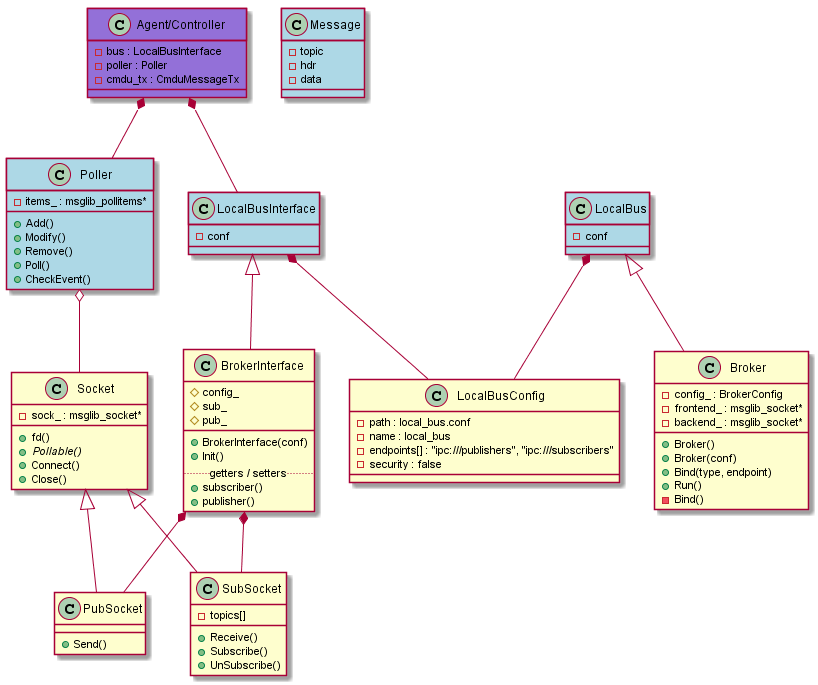 C Agent/Controller
bus : LocalBusInterface
poller : Poller
cmdu_tx : CmduMessageTx
C Message
topic
hdr
data
C Poller
items_ : msglib_pollitems*
Add()
Modify()
Remove()
Poll()
CheckEvent()
C LocalBusInterface
conf
C LocalBus
conf
C Socket
sock_ : msglib_socket*
fd()
Pollable()
Connect()
Close()
C BrokerInterface
config_
sub_
pub_
BrokerInterface(conf)
Init()
getters / setters
subscriber()
publisher()
C LocalBusConfig
path : local_bus.conf
name : local_bus
endpoints[] : "ipc:///publishers", "ipc:///subscribers"
security : false
C Broker
config_ : BrokerConfig
frontend_ : msglib_socket*
backend_ : msglib_socket*
Broker()
Broker(conf)
Bind(type, endpoint)
Run()
Bind()
C PubSocket
Send()
C SubSocket
topics[]
Receive()
Subscribe()
UnSubscribe()